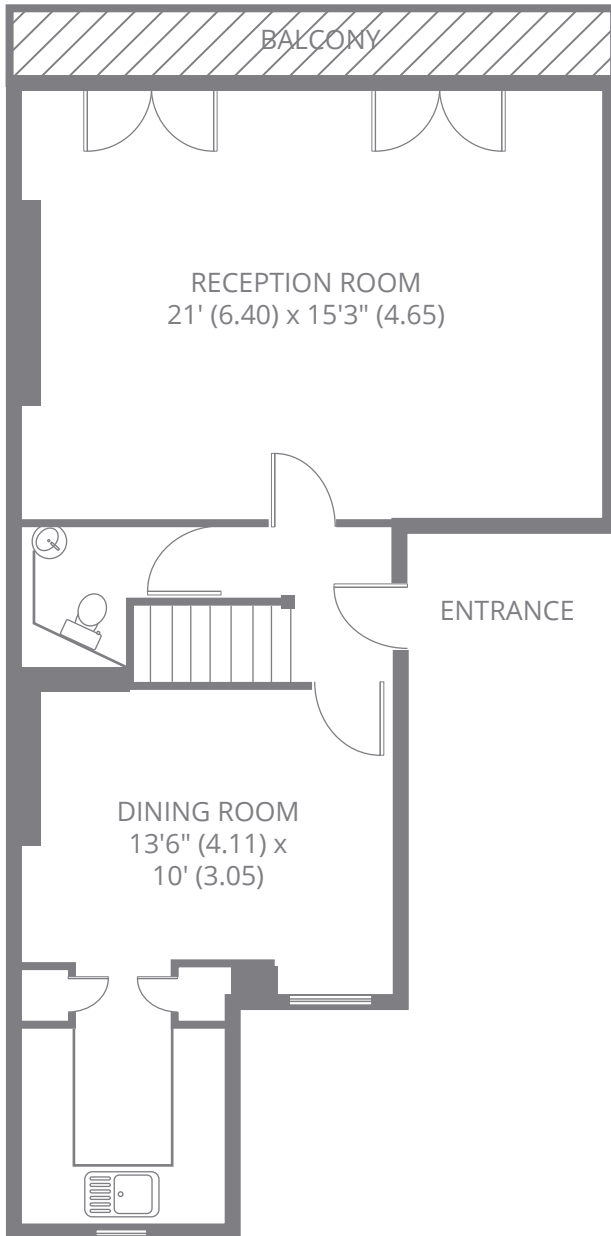 BALCONY
RECEPTION ROOM
21' (6.40) x 15'3" (4.65)
ENTRANCE
DINING ROOM
13'6" (4.11) x
10' (3.05)